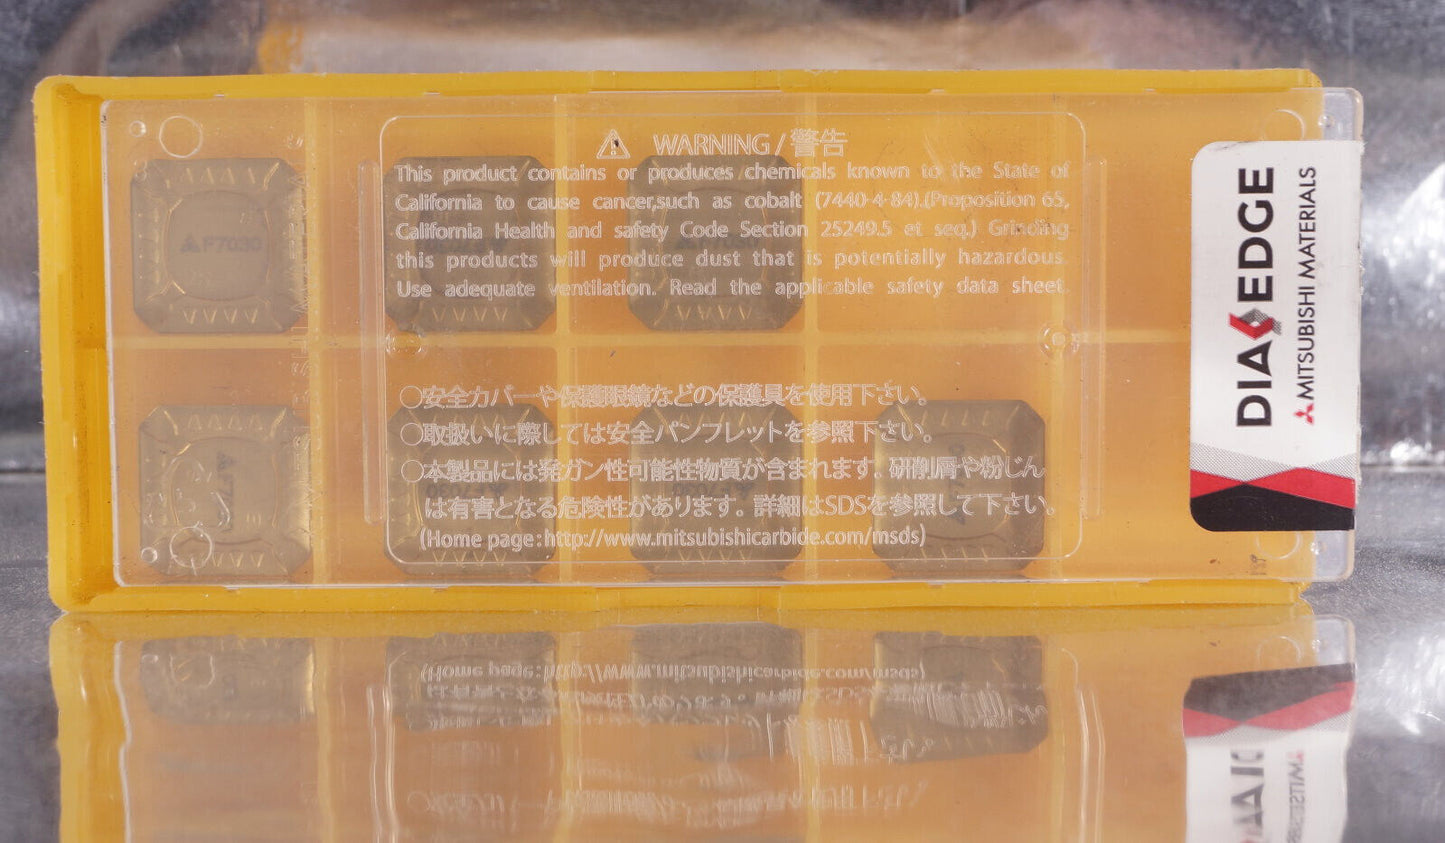 WARNING/警告
This product contains or produces chemicals known to the State of
California to cause cancer,such as cobalt (7440-4-84).(Proposition 65,
California Health and safety Code Section 25249.5 et seq.) Grinding
this products will produce dust that is potentially hazardous.
Use adequate ventilation. Read the applicable safety data sheet.
○安全カバーや保護眼鏡などの保護具を使用下さい。
○取扱いに際しては安全パンフレットを参照下さい。
○本製品には発ガン性可能性物質が含まれます。研削屑や粉じん
は有害となる危険性があります。詳細はSDSを参照して下さい。
(Home page:http://www.mitsubishicarbide.com/msds)
DIAEDGE
MITSUBISHI MATERIALS
F7030
F7030